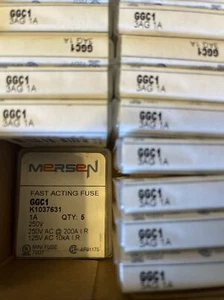 GGC1
3AG 1A
GGC1
3AG 1A
GGC1
3AG 1A
GGC1
3AG 1A
GGC1
3AG 1A
GGC1
3AG 1A
GGC1
3AG 1A
MERSEN
FAST ACTING FUSE
GGC1
K1037631
1A QTY: 5
250V
250V AC @ 200A I.R
125V AC 10kA I.R
GGC1
3AG 1A
GGC1
3AG 1A
GGC1
3AG 1A
GGC1
3AG 1A